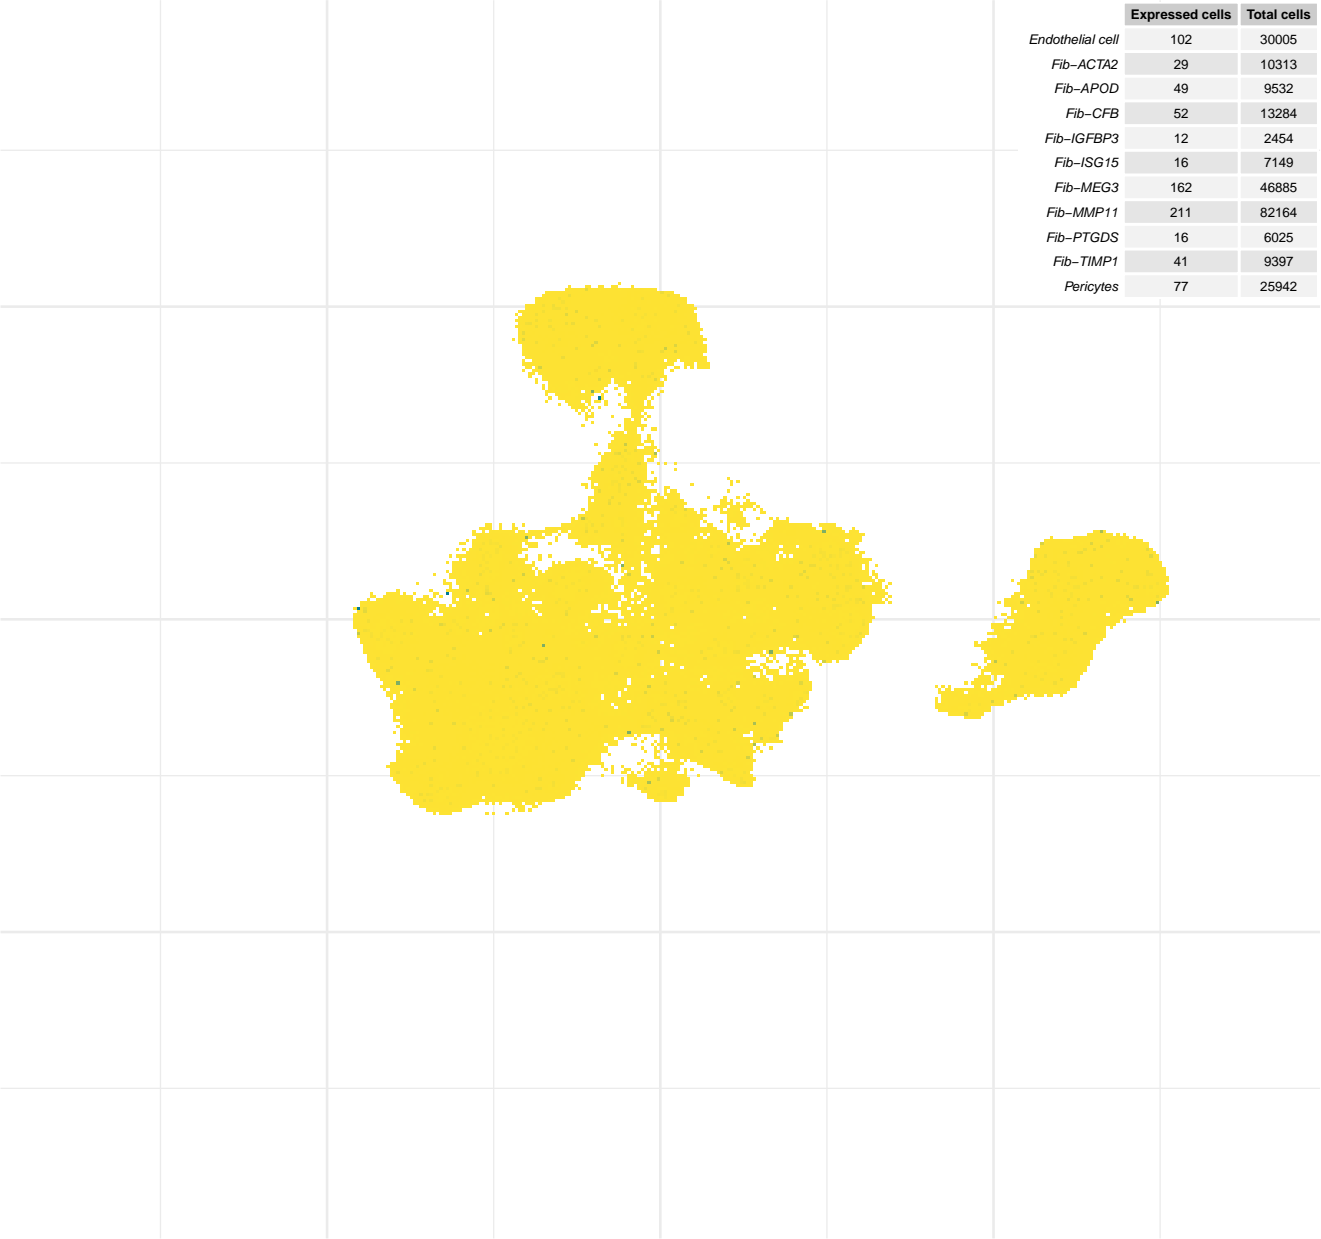 Expressed cells Total cells
Endothelial cell 102 30005
Fib−ACTA2 29 10313
Fib−APOD 49 9532
Fib−CFB 52 13284
Fib−IGFBP3 12 2454
Fib−ISG15 16 7149
Fib−MEG3 162 46885
Fib−MMP11 211 82164
Fib−PTGDS 16 6025
Fib−TIMP1 41 9397
Pericytes 77 25942